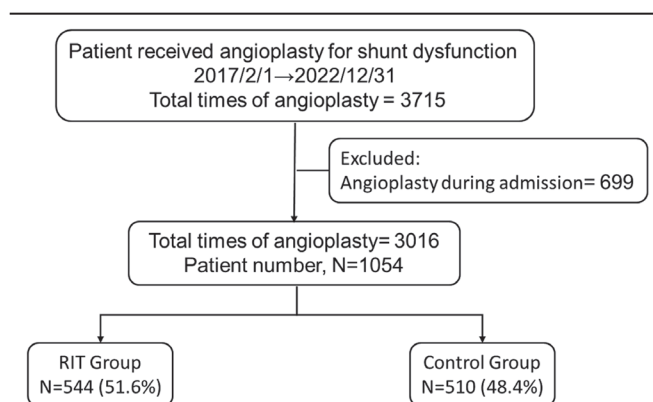 Patient received angioplasty for shunt dysfunction
2017/2/1→2022/12/31
Total times of angioplasty = 3715
Excluded:
Angioplasty during admission= 699
Total times of angioplasty= 3016
Patient number, N=1054
RIT Group
N=544 (51.6%)
Control Group
N=510 (48.4%)